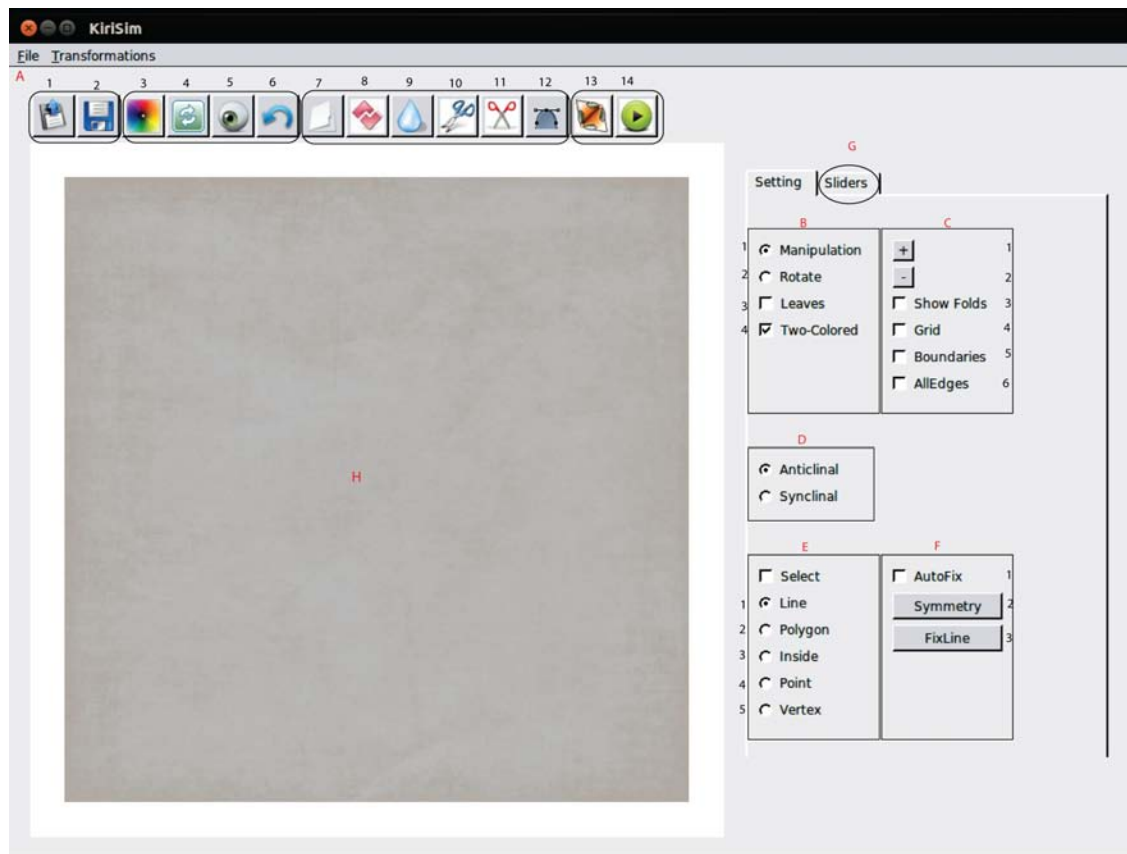 KiriSim
File Transformations
A
1 2 3 4 5 6 7 8 9 10 11 12 13 14
G
Setting Sliders
B C
1 Manipulation + 1
2 Rotate - 2
3 Leaves Show Folds 3
4 Two-Colored Grid 4
Boundaries 5
AllEdges 6
D
Anticlinal
Synclinal
H
E F
Select AutoFix 1
1 Line Symmetry 2
2 Polygon FixLine 3
3 Inside
4 Point
5 Vertex